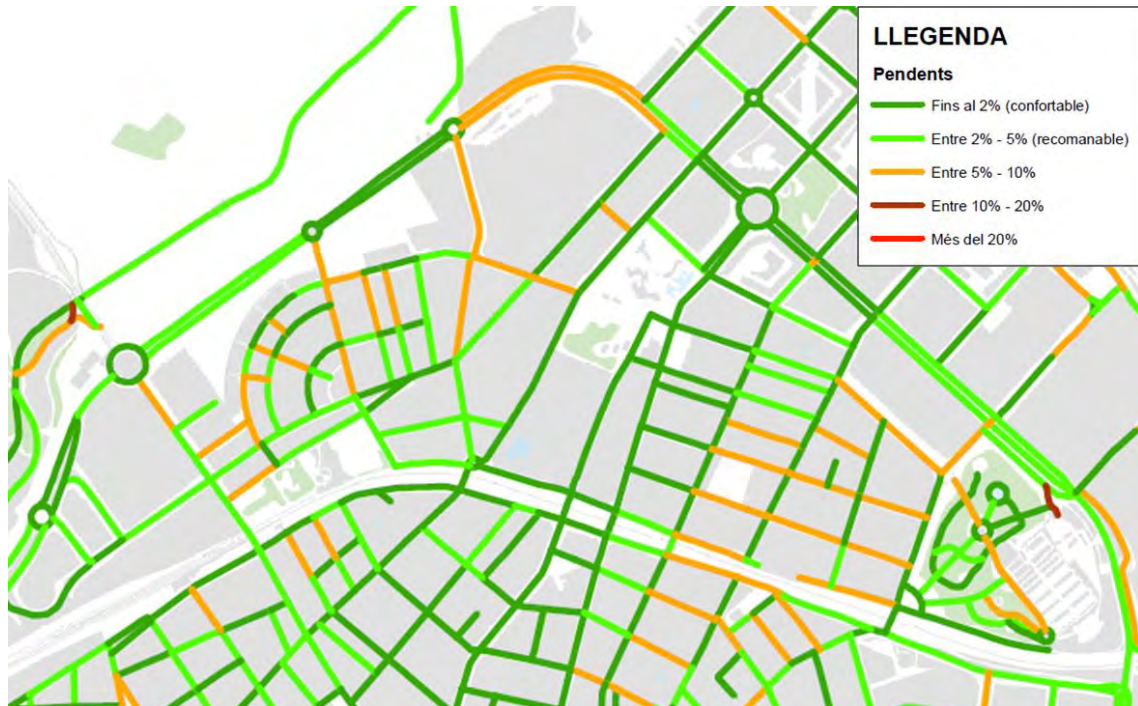 LLEGENDA
Pendents
Fins al 2% (confortable)
Entre 2% - 5% (recomanable)
Entre 5% - 10%
Entre 10% - 20%
Més del 20%